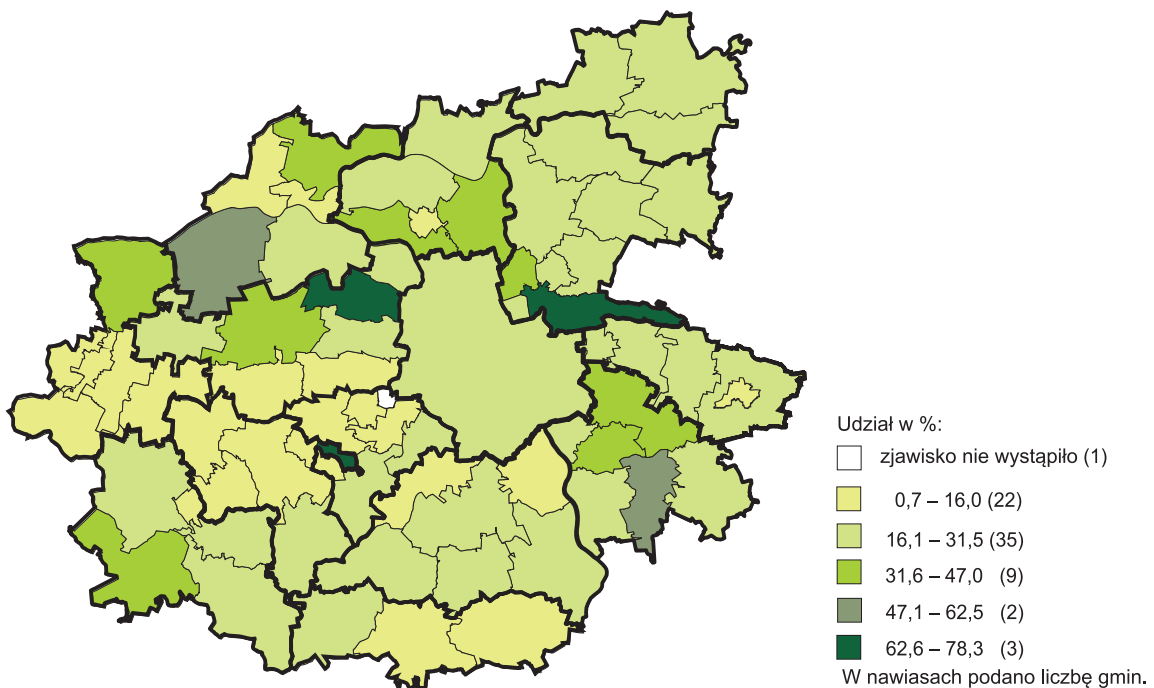 Udział w %:
zjawisko nie wystąpiło (1)
0,7 – 16,0 (22)
16,1 – 31,5 (35)
31,6 – 47,0 (9)
47,1 – 62,5 (2)
62,6 – 78,3 (3)
W nawiasach podano liczbę gmin.